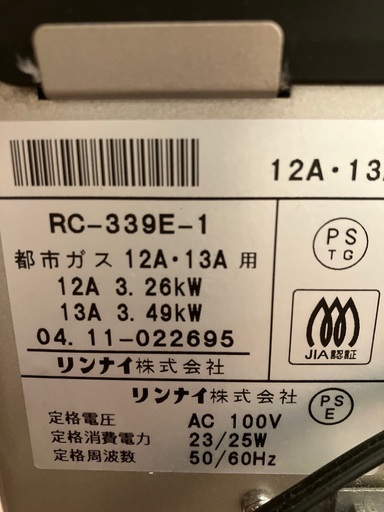 12A・13
RC-339E-1
都市ガス 12A・13A 用
12A 3.26kW
13A 3.49kW
04.11-022695
リンナイ株式会社
PS
TG
JIA認証
リンナイ株式会社
定格電圧 AC 100V
定格消費電力 23/25W
定格周波数 50/60Hz
PS
E